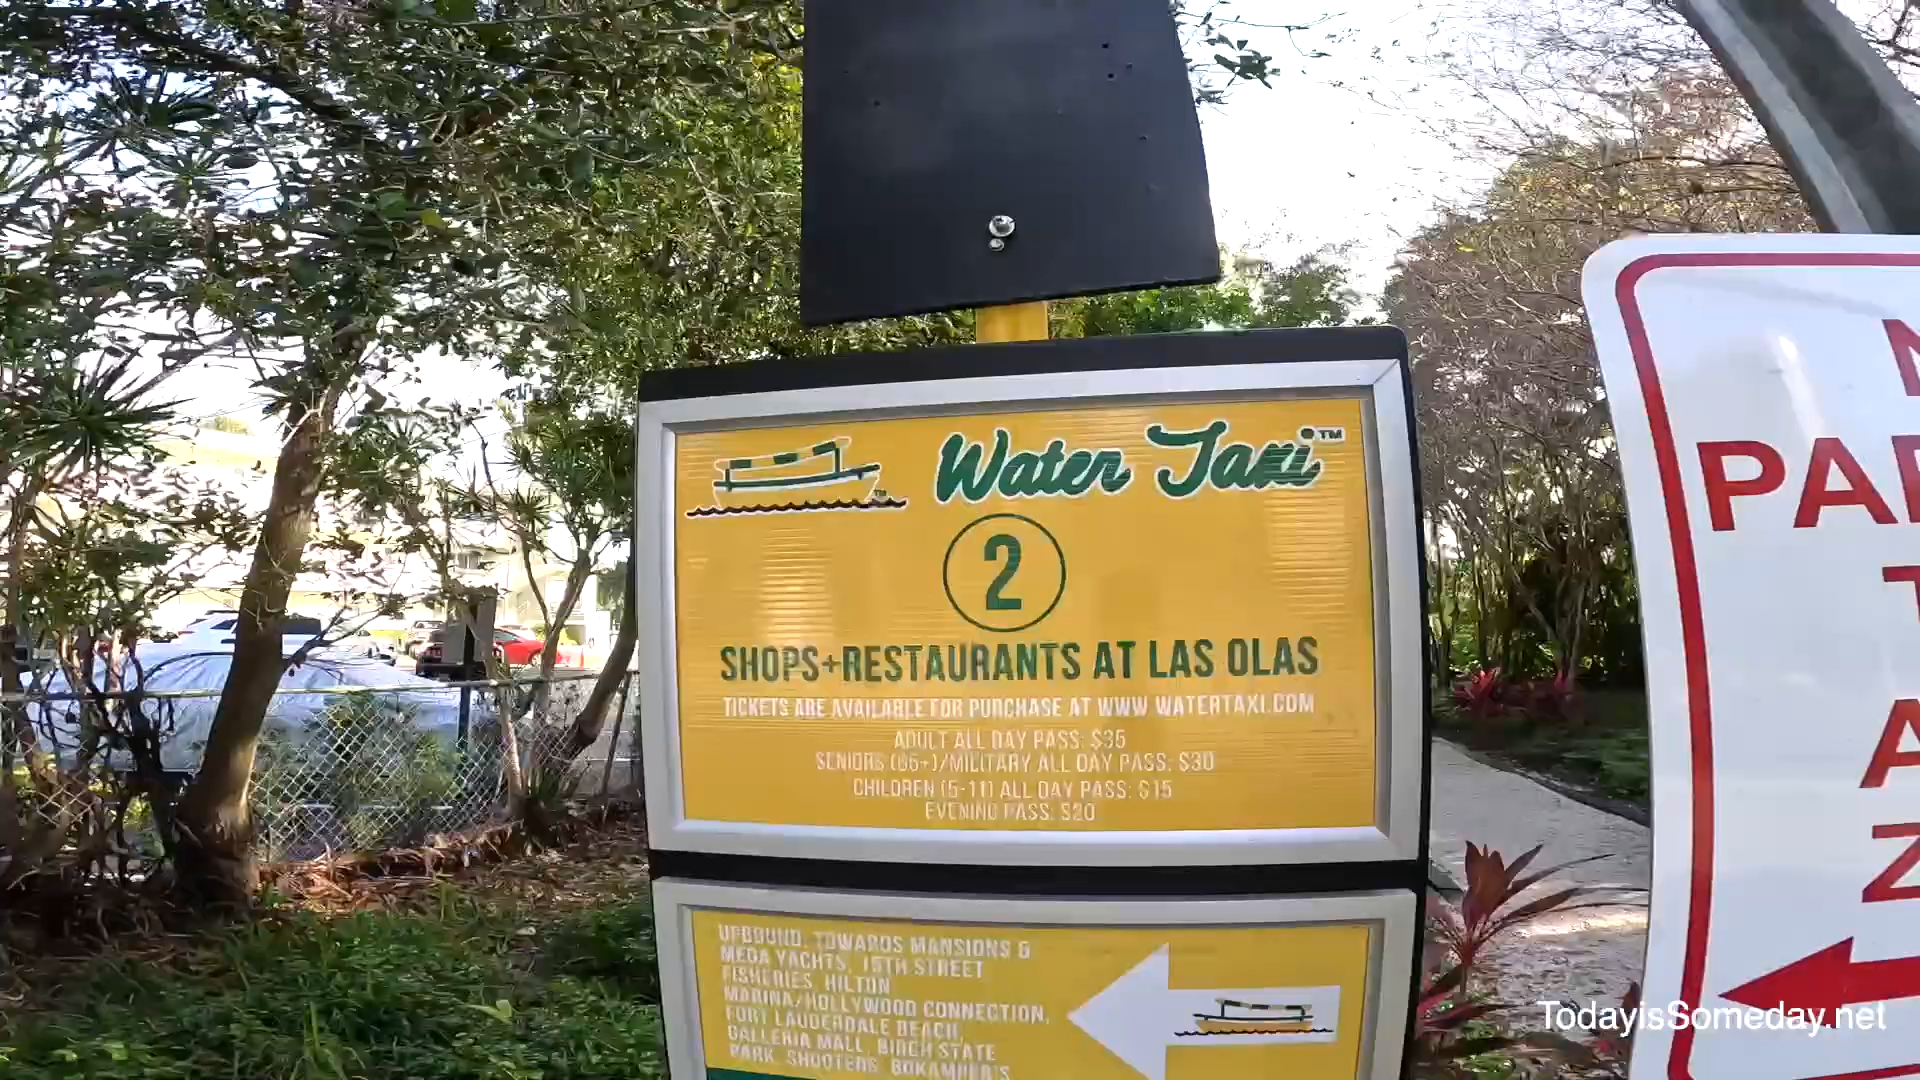 Water Taxi™
2
SHOPS+RESTAURANTS AT LAS OLAS
TICKETS ARE AVAILABLE FOR PURCHASE AT WWW.WATERTAXI.COM
ADULT ALL DAY PASS: $35
SENIORS (65+)/MILITARY ALL DAY PASS: $30
CHILDREN (5-11) ALL DAY PASS: $15
EVENING PASS: $20
UPBOUND, TOWARDS MANSIONS &
MEGA YACHTS, 15TH STREET
FISHERIES, HILTON
MARINA/HOLLYWOOD CONNECTION,
FORT LAUDERDALE BEACH,
GALLERIA MALL, BIRCH STATE
PARK, SHOOTERS, BOKAMPER'S
TodayisSomeday.net